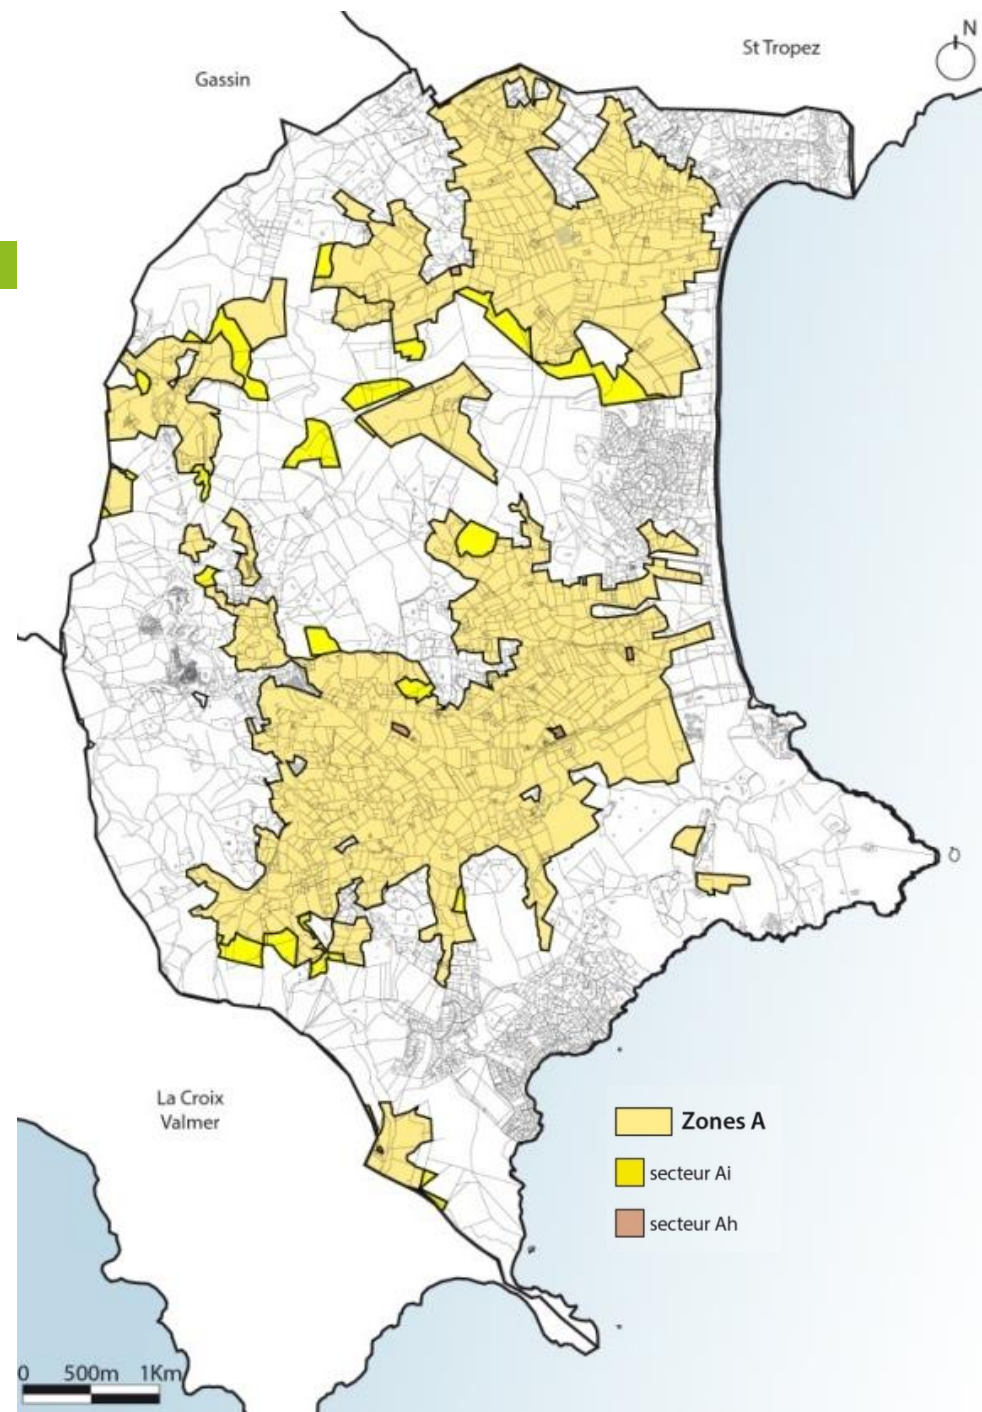 N
St Tropez
Gassin
La Croix
Valmer
Zones A
secteur Ai
secteur Ah
0 500m 1Km